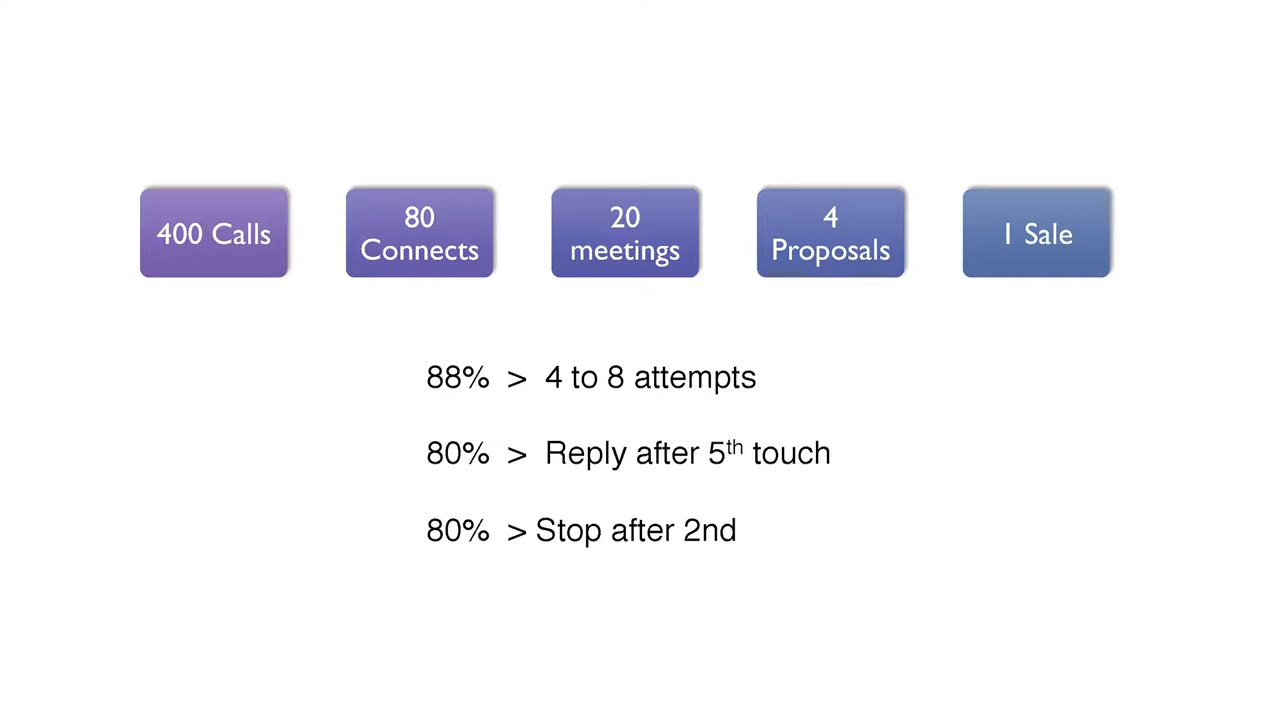 400 Calls
80
Connects
20
meetings
4
Proposals
1 Sale
88% > 4 to 8 attempts
80% > Reply after 5th touch
80% > Stop after 2nd